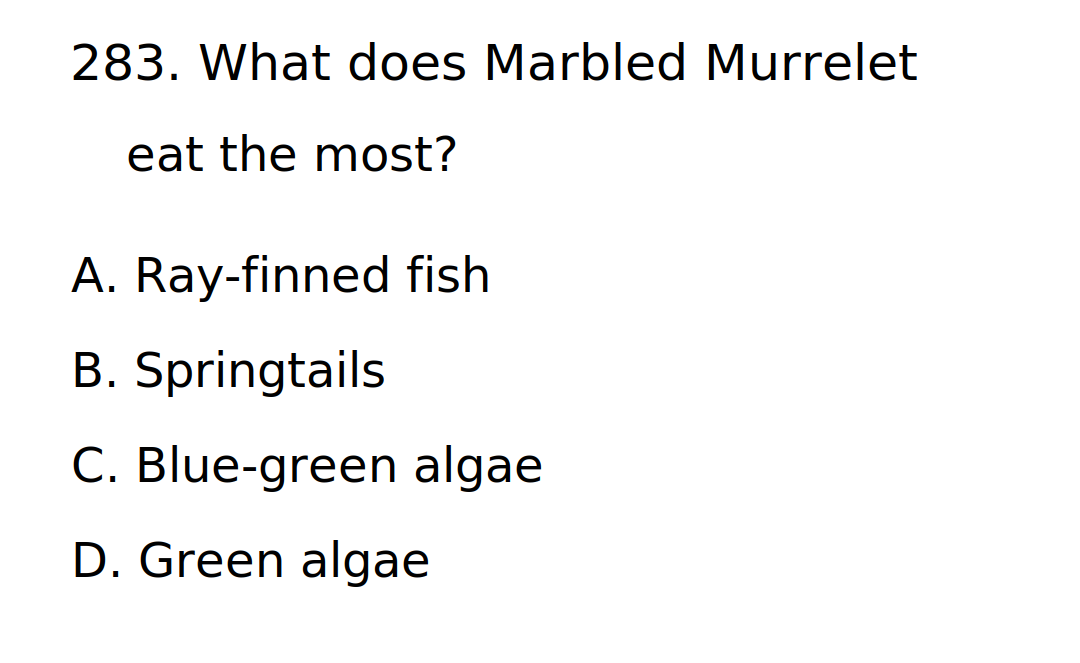 283. What does Marbled Murrelet
eat the most?
A. Ray-finned fish
B. Springtails
C. Blue-green algae
D. Green algae